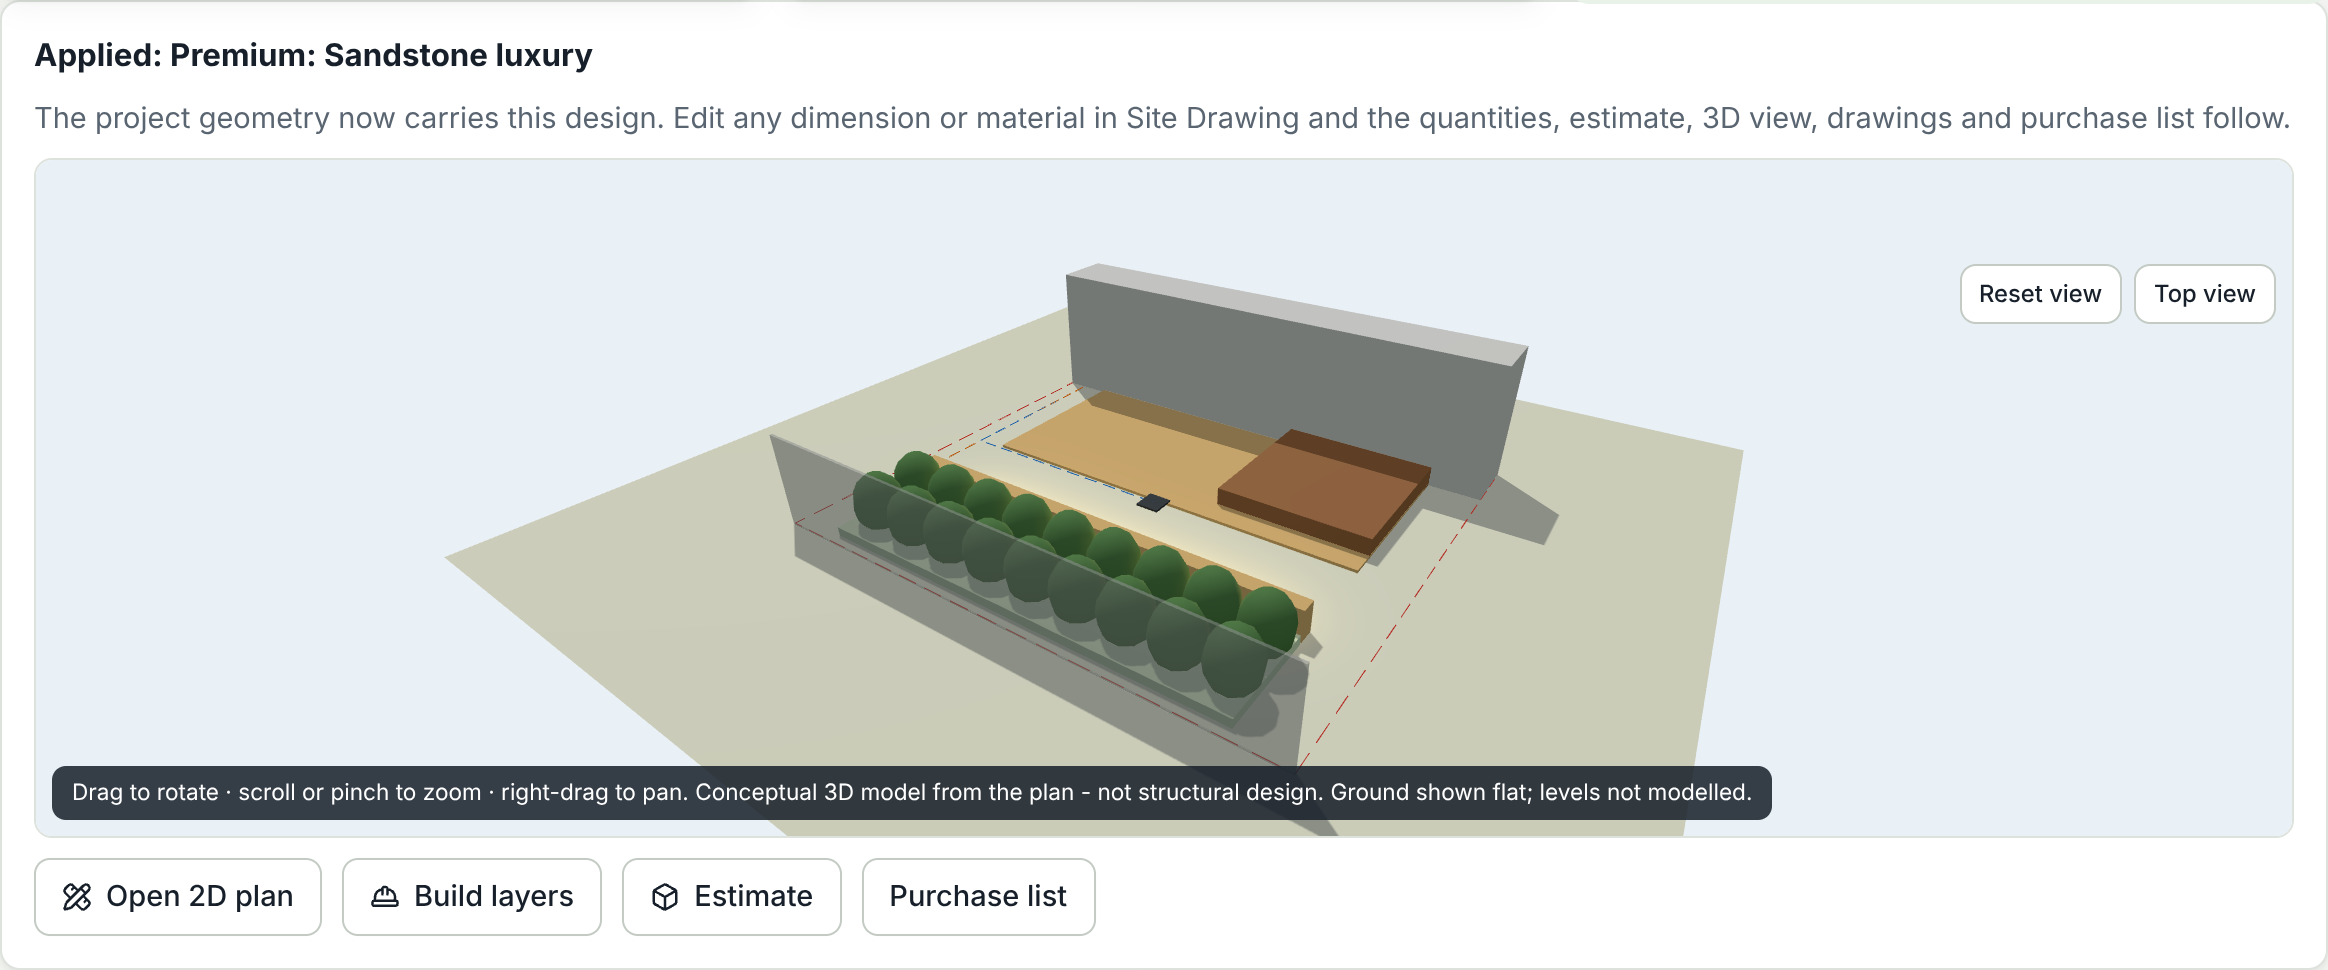 Applied: Premium: Sandstone luxury
The project geometry now carries this design. Edit any dimension or material in Site Drawing and the quantities, estimate, 3D view, drawings and purchase list follow.
Reset view
Top view
Drag to rotate · scroll or pinch to zoom · right-drag to pan. Conceptual 3D model from the plan - not structural design. Ground shown flat; levels not modelled.
Open 2D plan
Build layers
Estimate
Purchase list